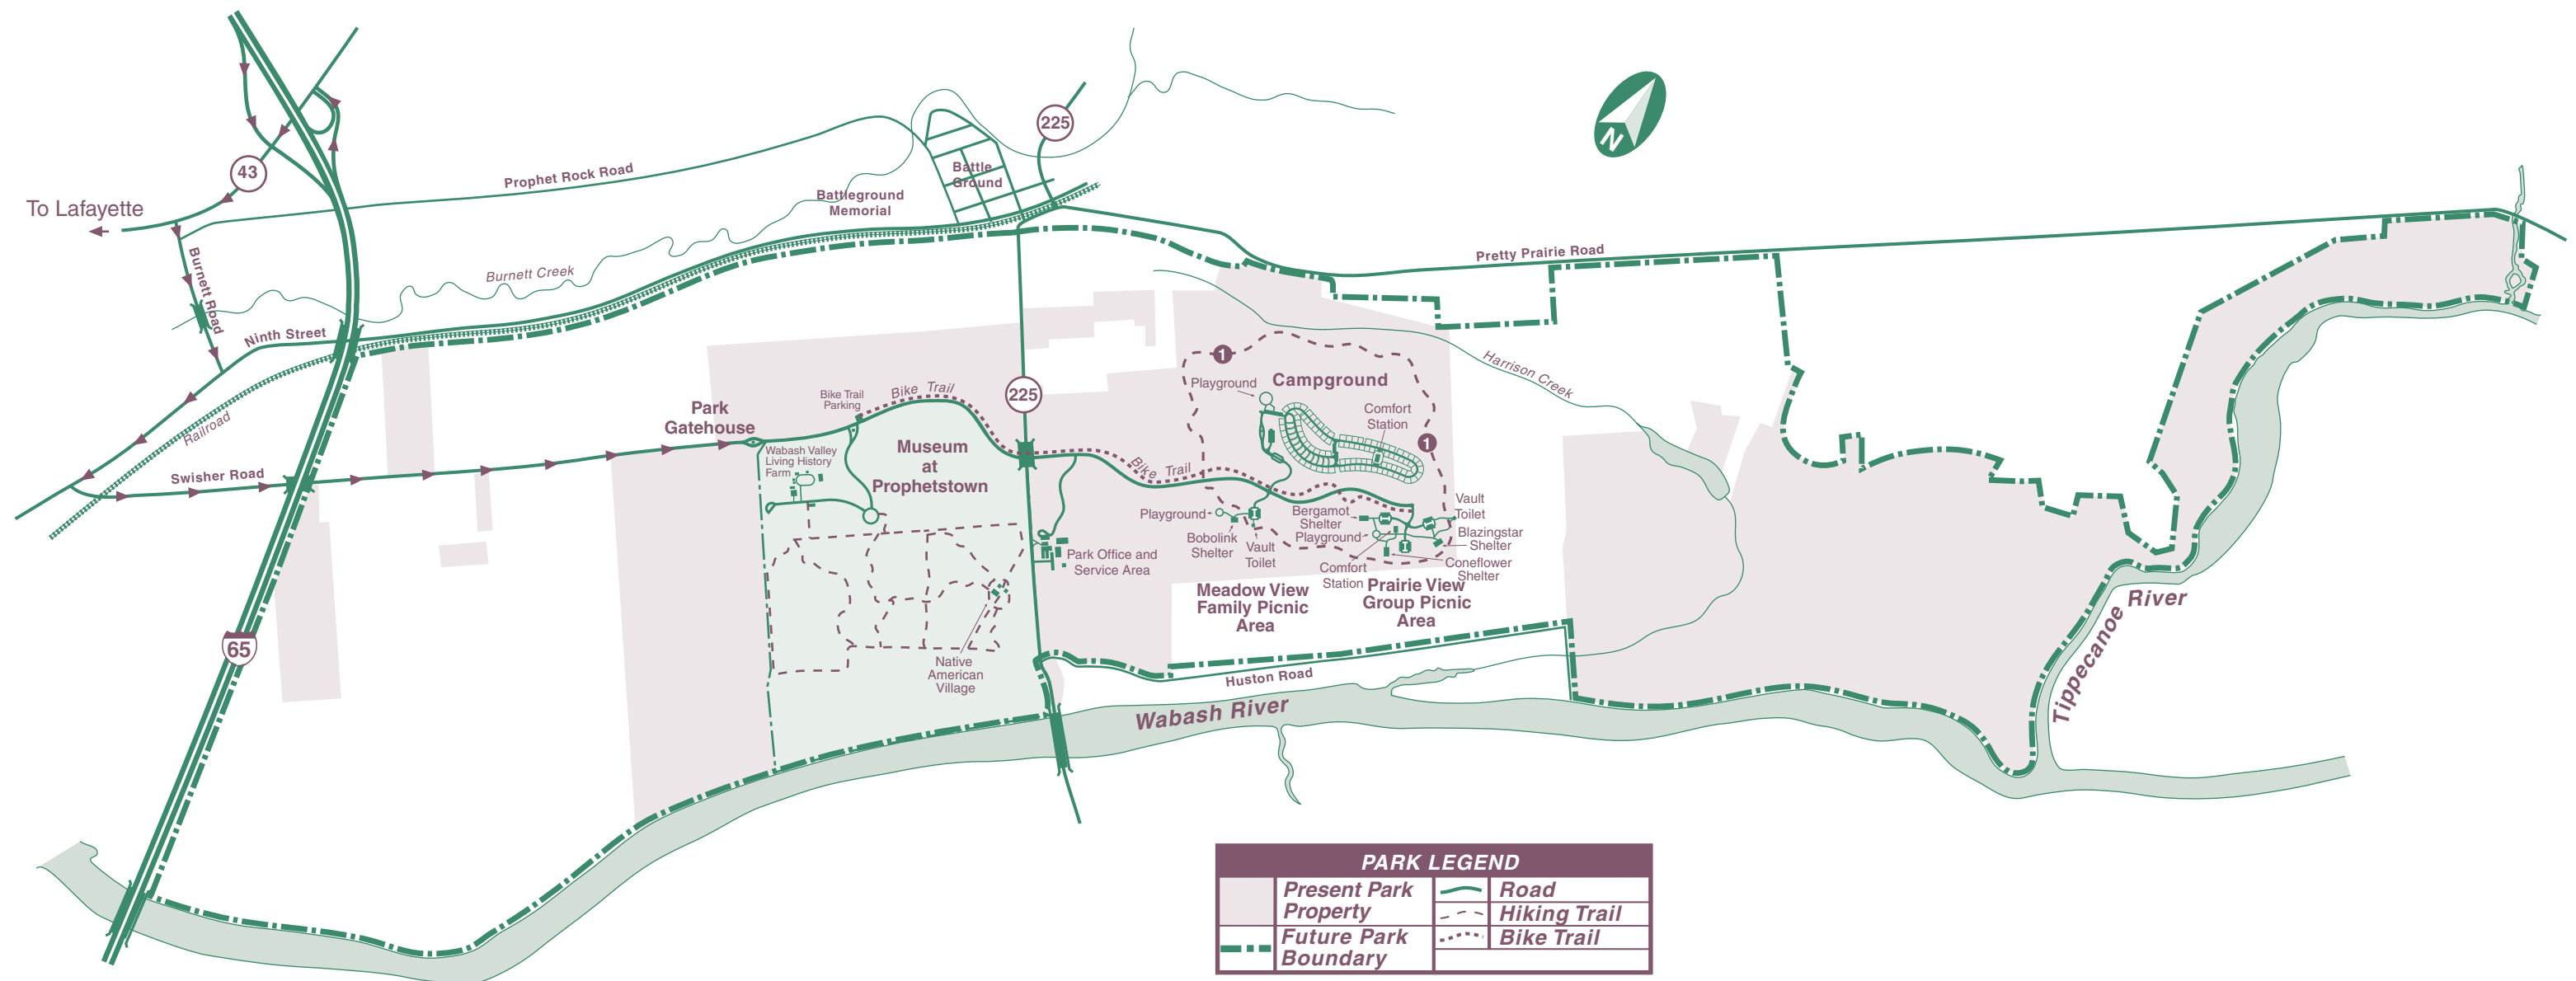 225
43
N
To Lafayette
Prophet Rock Road
Battle
Ground
Battleground
Memorial
Burnett Road
Burnett Creek
Pretty Prairie Road
Ninth Street
Railroad
Swisher Road
Park
Gatehouse
Bike Trail
Parking
Bike Trail
225
Wabash Valley
Living History
Farm
Museum
at
Prophetstown
1
Playground
Campground
Comfort
Station
1
Harrison Creek
Bike Trail
Playground
Bobolink
Shelter
Vault
Toilet
Bergamot
Shelter
Playground
Vault
Toilet
Blazingstar
Shelter
Coneflower
Shelter
Comfort
Station
Park Office and
Service Area
Meadow View
Family Picnic
Area
Prairie View
Group Picnic
Area
Native
American
Village
65
Huston Road
Wabash River
Tippecanoe
River
PARK LEGEND
Present Park
Property
Future Park
Boundary
Road
Hiking Trail
Bike Trail